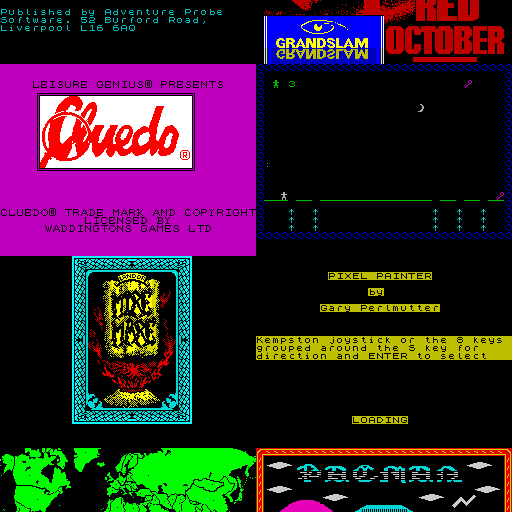 Published by Adventure Probe
Software. 52 Burford Road,
Liverpool L16 6AQ
RED
OCTOBER
GRANDSLAM
GRANDSLAM
LEISURE GENIUS® PRESENTS
Cluedo®
CLUEDO® TRADE MARK AND COPYRIGHT
LICENSED BY
WADDINGTONS GAMES LTD
3
PIXEL PAINTER
by
Gary Perlmutter
Kempston joystick or the 8 keys
grouped around the S key for
direction and ENTER to select
LOADING
PACMAN